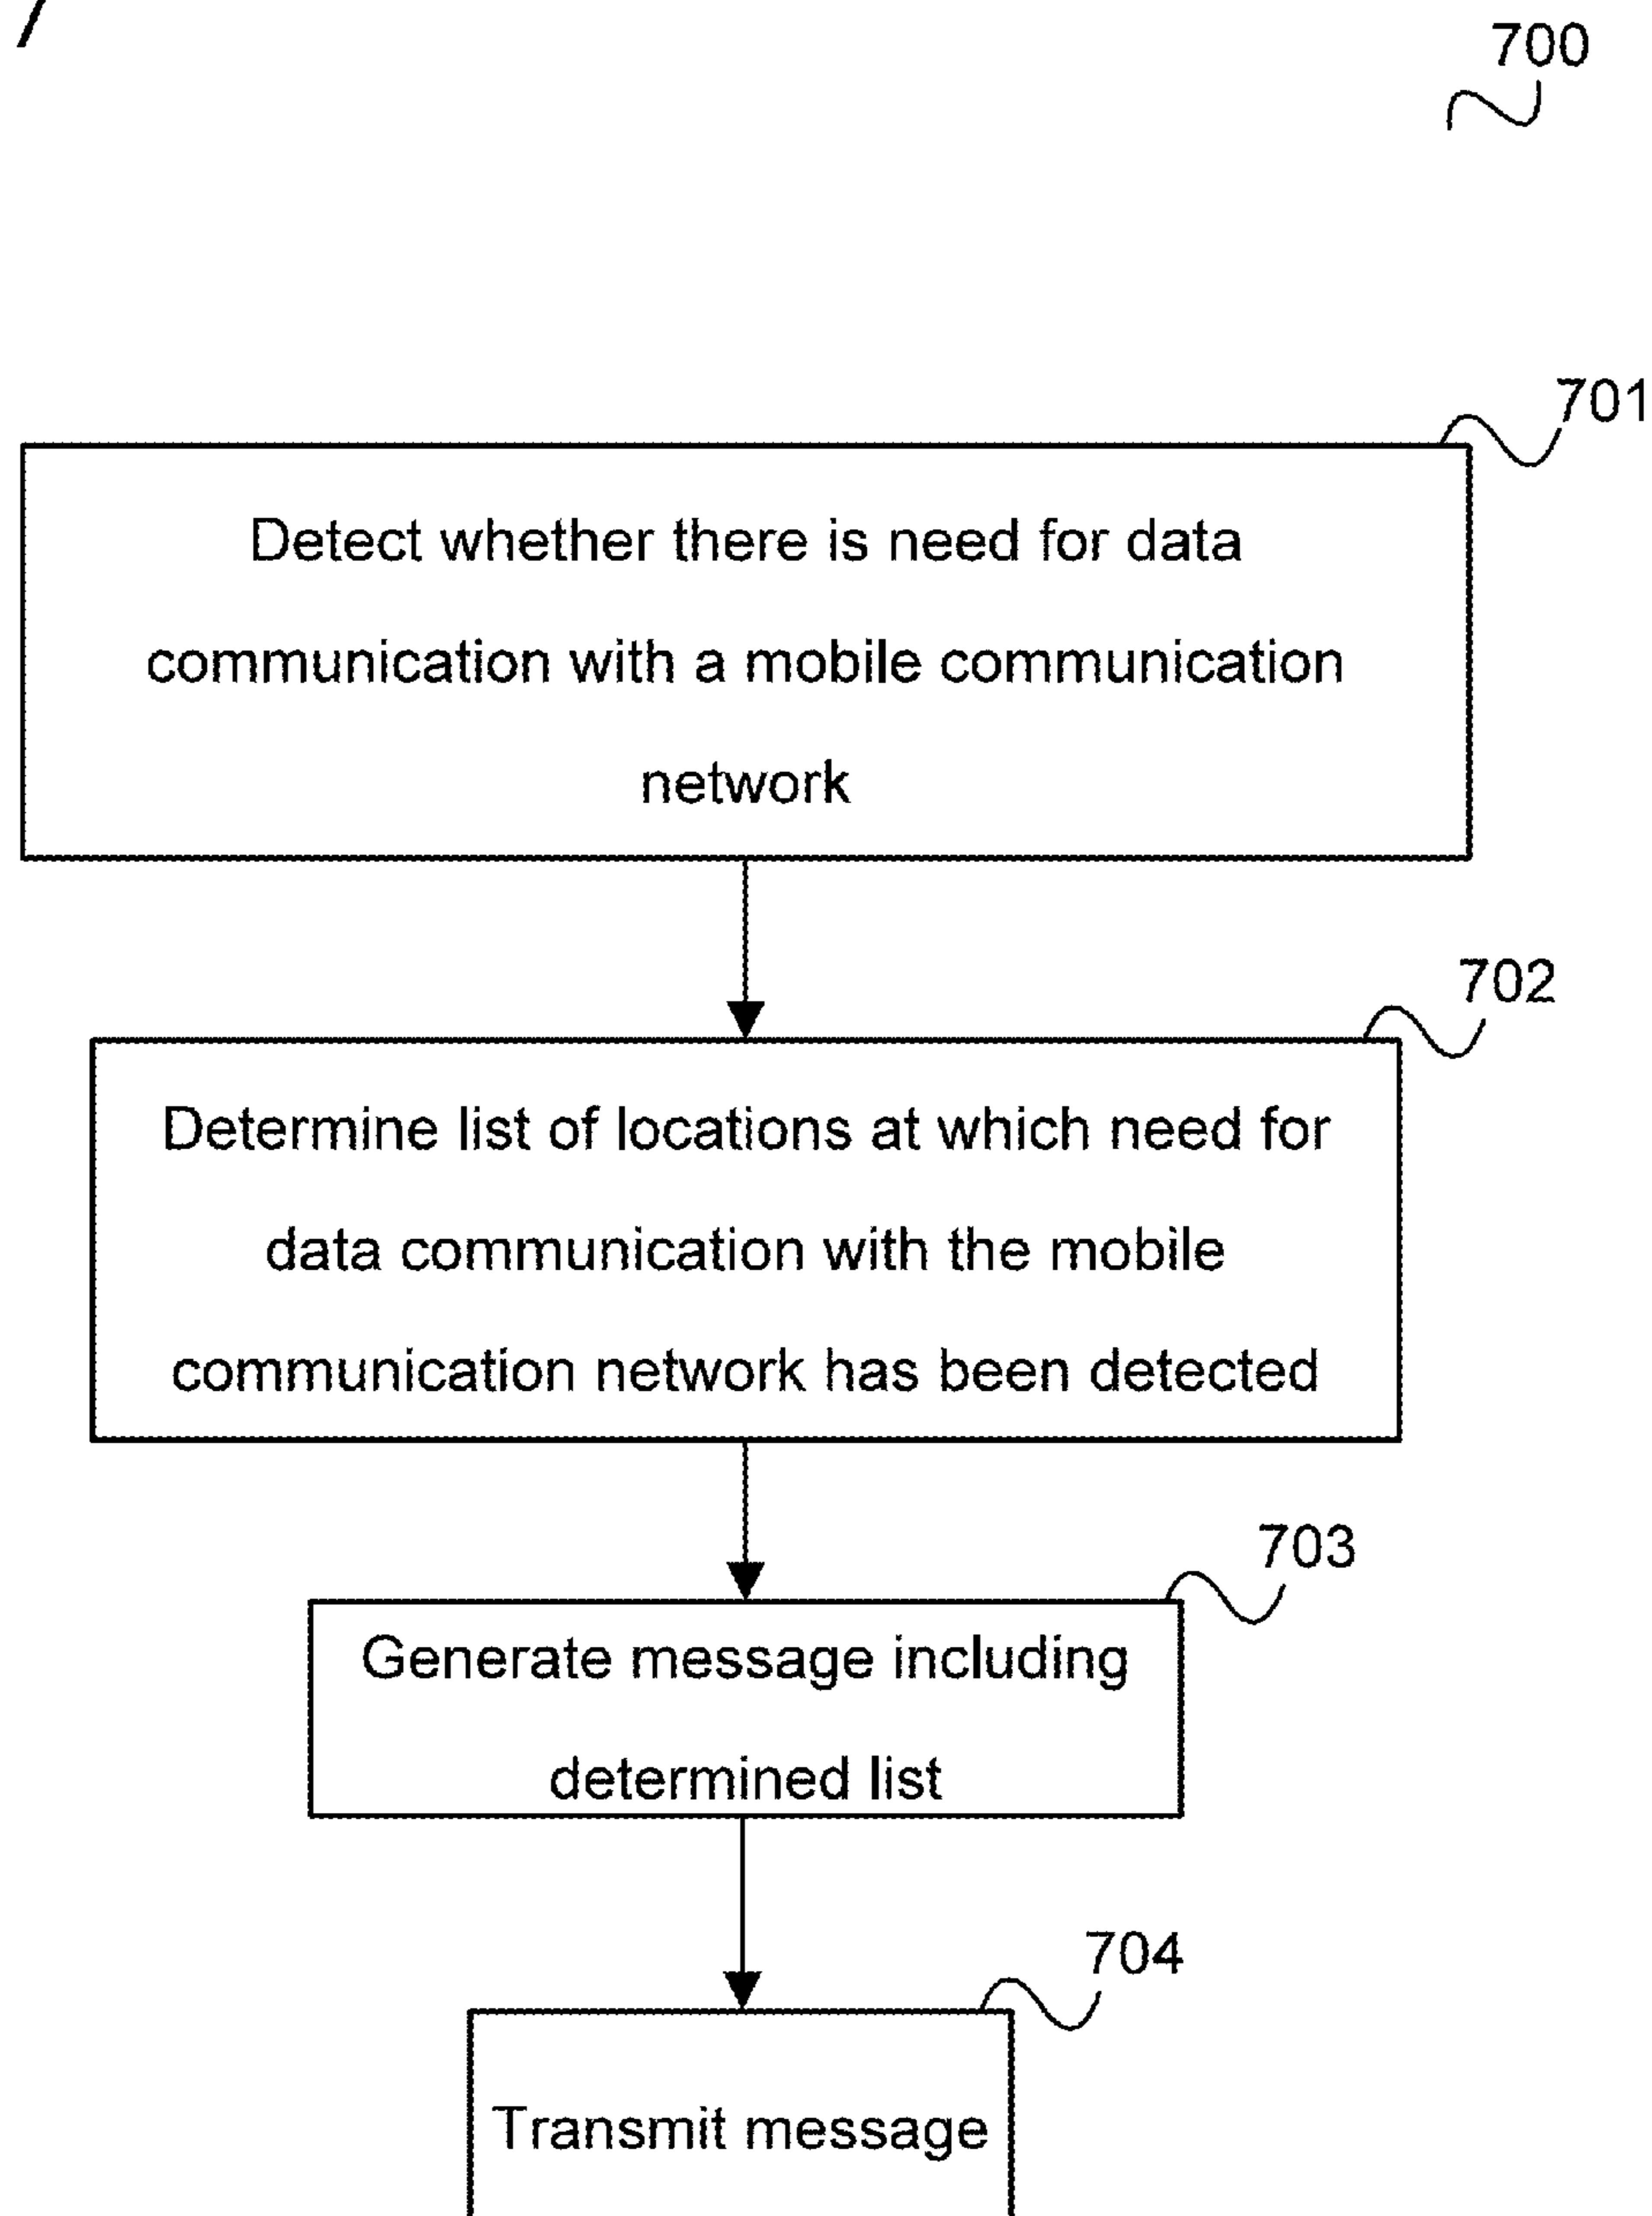 700
701
Detect whether there is need for data
communication with a mobile communication
network
702
Determine list of locations at which need for
data communication with the mobile
communication network has been detected
703
Generate message including
determined list
704
Transmit message